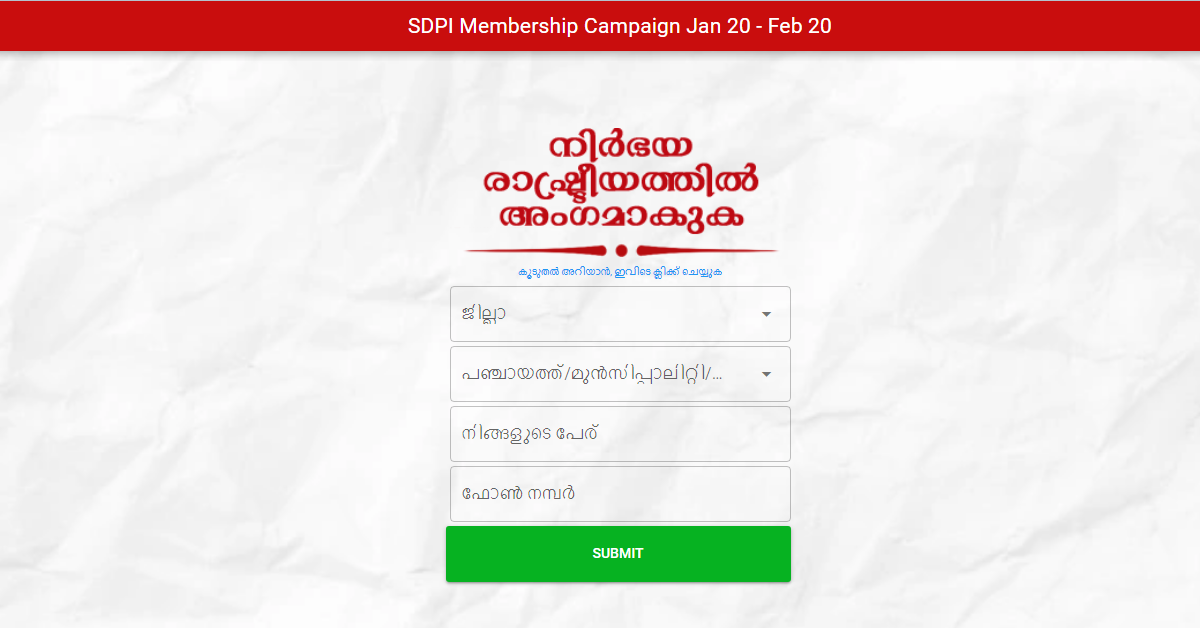 SDPI Membership Campaign Jan 20 - Feb 20
നിർഭയ
രാഷ്ട്രീയത്തിൽ
അംഗമാകുക
കൂടുതൽ അറിയാൻ, ഇവിടെ ക്ലിക്ക് ചെയ്യുക
ജില്ലാ
പഞ്ചായത്ത്/മുൻസിപ്പാലിറ്റി/...
നിങ്ങളുടെ പേര്
ഫോൺ നമ്പർ
SUBMIT